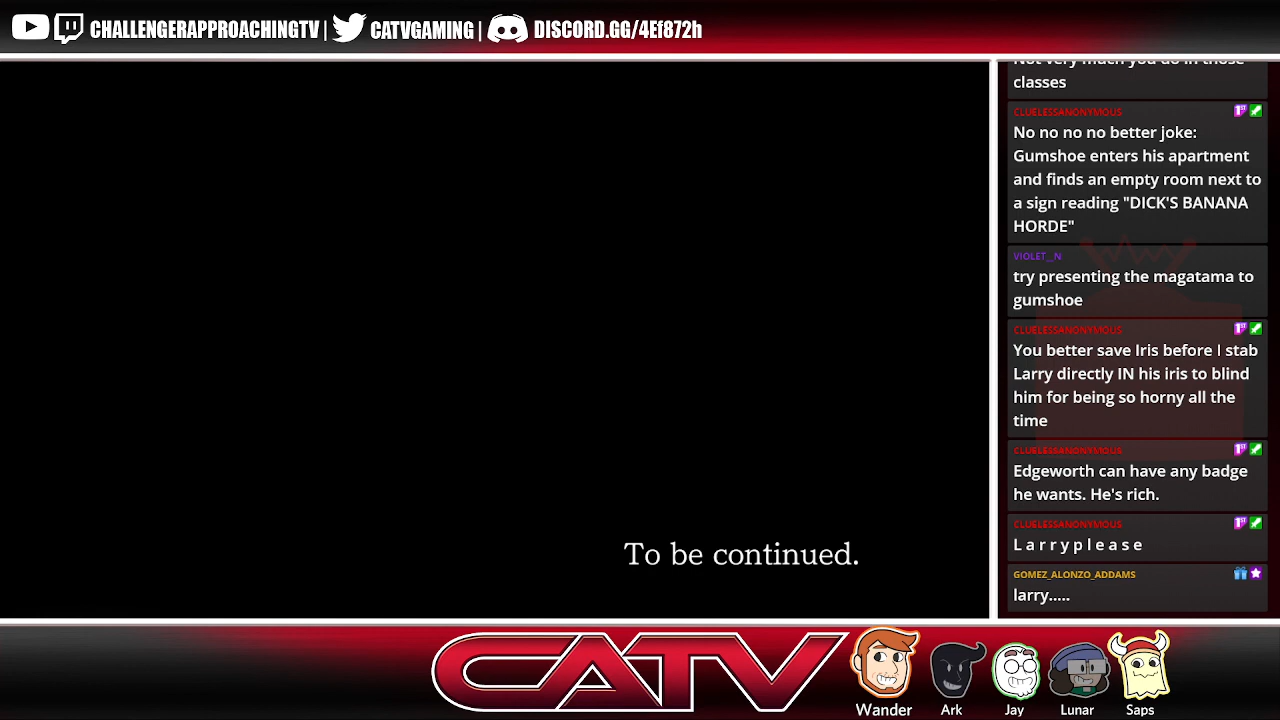 CHALLENGERAPPROACHINGTV | CATVGAMING | DISCORD.GG/4Ef872h
classes
CLUELESSANONYMOUS
No no no no better joke:
Gumshoe enters his apartment
and finds an empty room next to
a sign reading "DICK'S BANANA
HORDE"
VIOLET__N
try presenting the magatama to
gumshoe
CLUELESSANONYMOUS
You better save Iris before I stab
Larry directly IN his iris to blind
him for being so horny all the
time
CLUELESSANONYMOUS
Edgeworth can have any badge
he wants. He's rich.
CLUELESSANONYMOUS
L a r r y p l e a s e
GOMEZ_ALONZO_ADDAMS
larry.....
To be continued.
CATV
Wander Ark Jay Lunar Saps